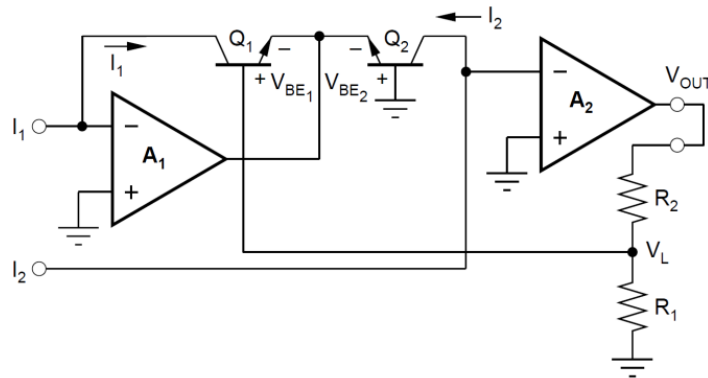 Q1
Q2
I2
I1
− −
+ VBE1
VBE2 +
−
VOUT
A2
+
I1
−
A1
+
R2
VL
I2
R1